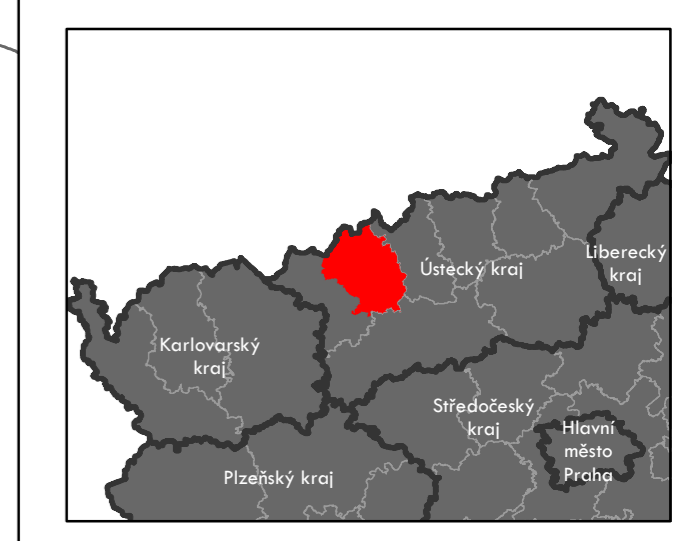 Ústecký kraj
Liberecký
kraj
Karlovarský
kraj
Středočeský
kraj
Hlavní
město
Praha
Plzeňský kraj